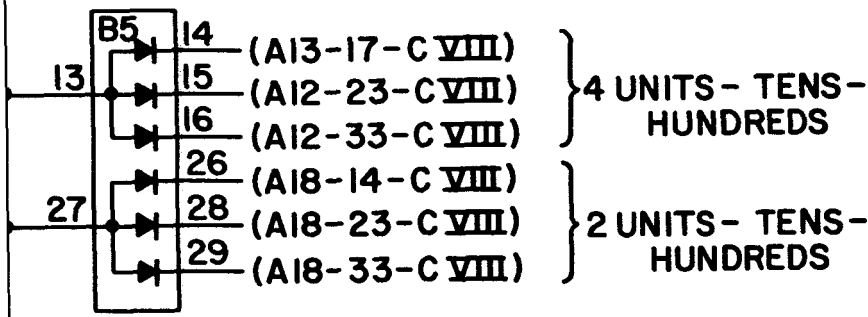 B5
13
14 (A13-17-C VIII)
15 (A12-23-C VIII)
16 (A12-33-C VIII)
4 UNITS- TENS-
HUNDREDS
27
26 (A18-14-C VIII)
28 (A18-23-C VIII)
29 (A18-33-C VIII)
2 UNITS- TENS-
HUNDREDS